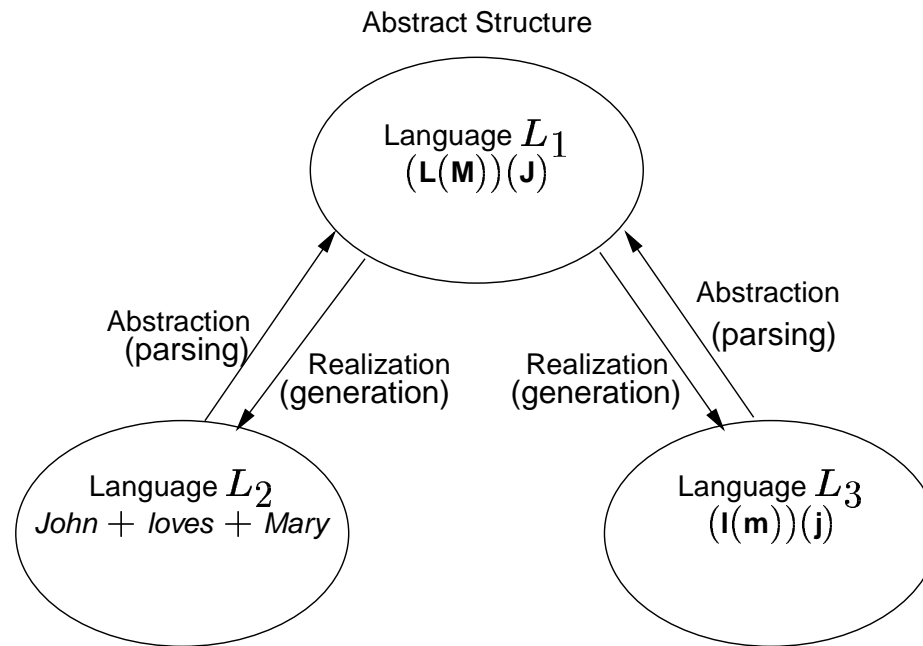 Abstract Structure
Language L₁
(L(M))(J)
Abstraction
(parsing)
Realization
(generation)
Realization
(generation)
Abstraction
(parsing)
Language L₂
John + loves + Mary
Language L₃
(l(m))(j)